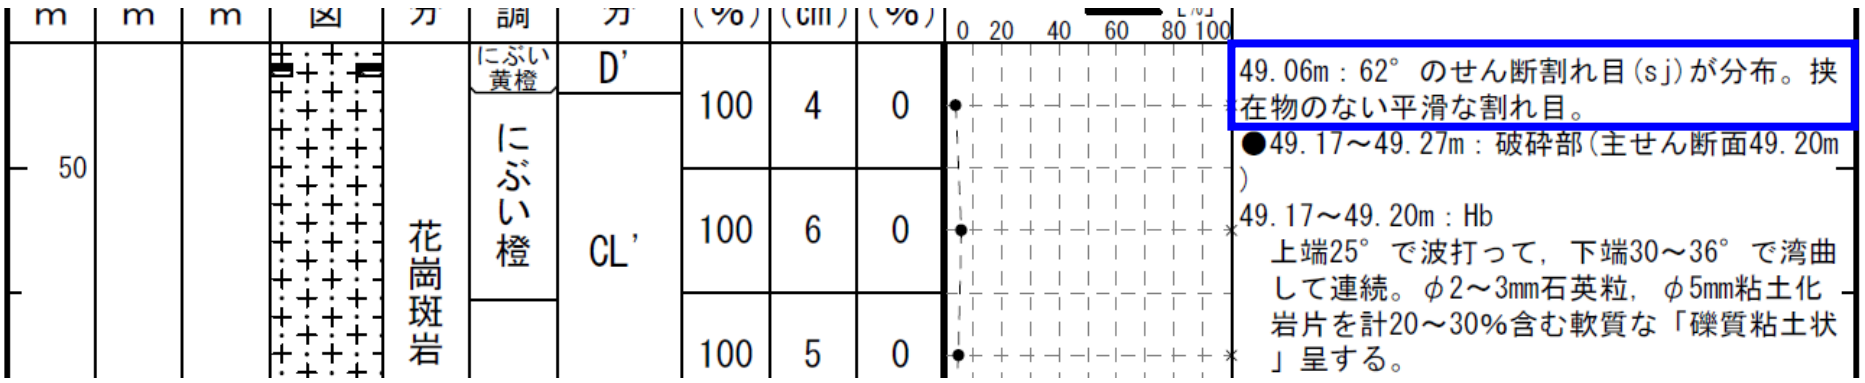 m m m 図 分 調 分 (%) (cm) (%)
0 20 40 60 80 100
にぶい
黄橙
D'
100 4 0
49.06m：62°のせん断割れ目(sj)が分布。挟
在物のない平滑な割れ目。
●49.17～49.27m：破砕部(主せん断面49.20m
)
50
にぶい橙
花崗斑岩
CL'
100 6 0
49.17～49.20m：Hb
上端25°で波打って，下端30～36°で湾曲
して連続。φ2～3mm石英粒，φ5mm粘土化
岩片を計20～30%含む軟質な「礫質粘土状
」呈する。
100 5 0